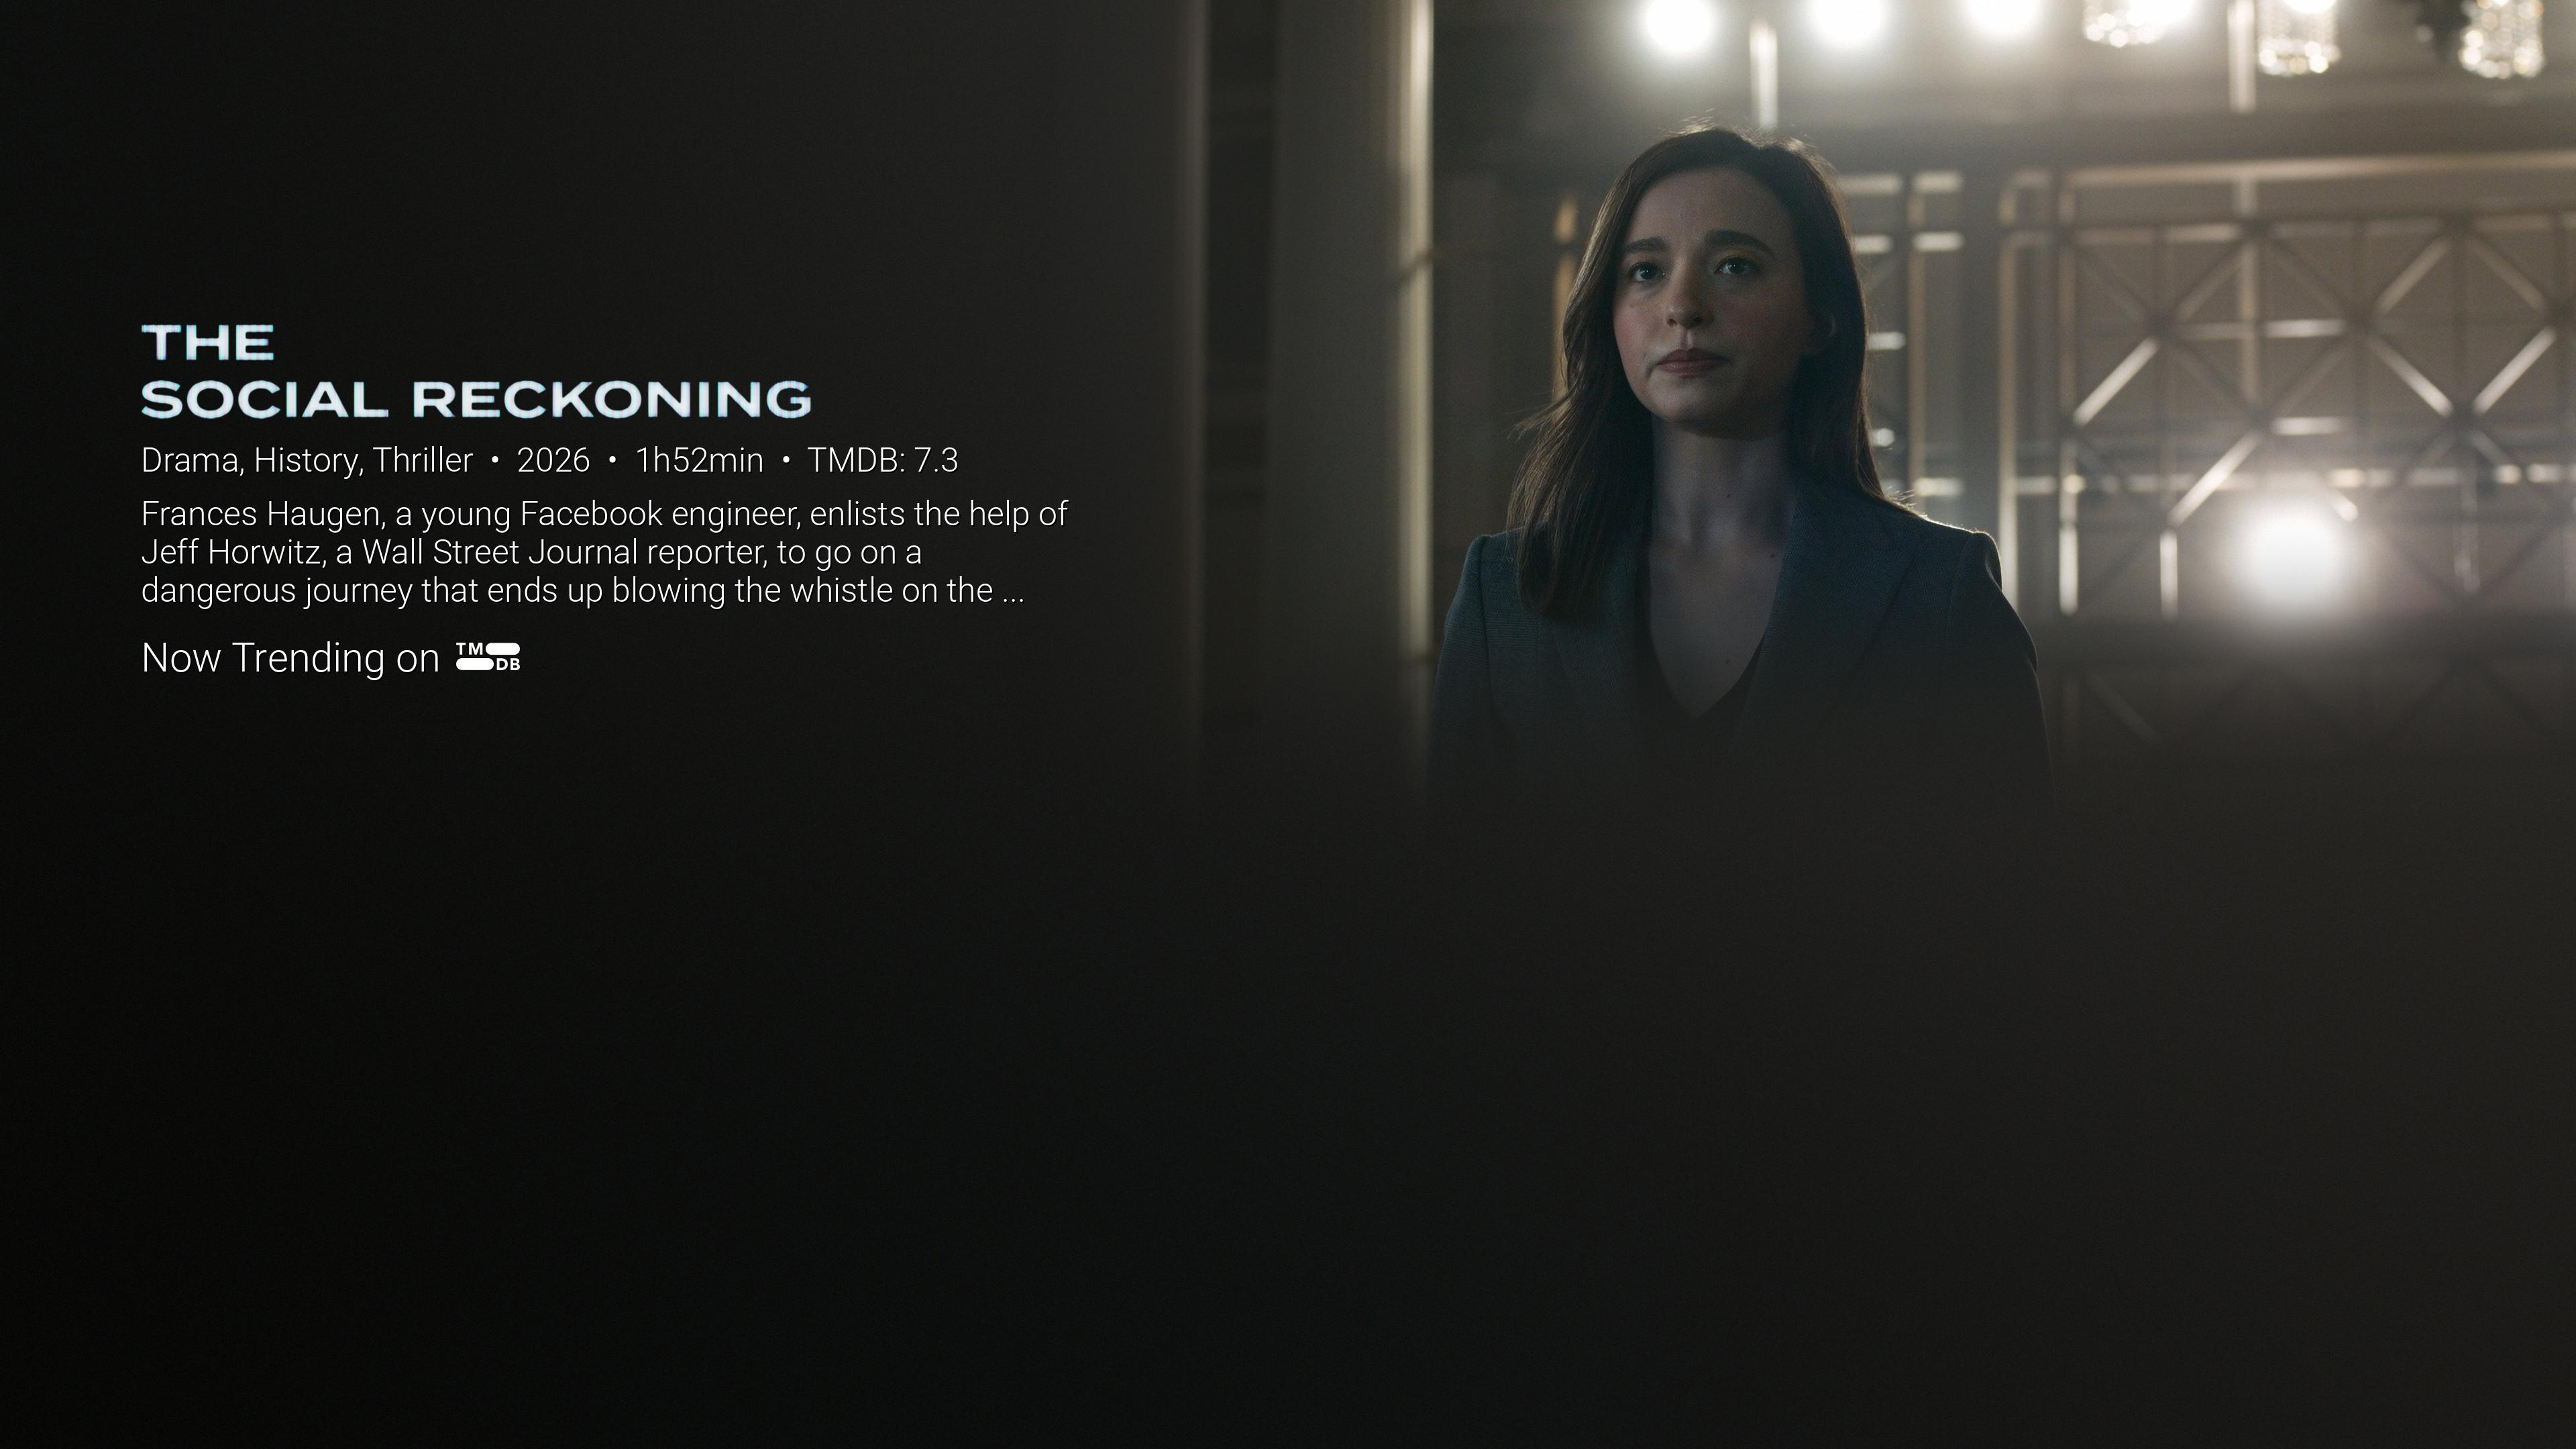 THE
SOCIAL RECKONING
Drama, History, Thriller • 2026 • 1h52min • TMDB: 7.3
Frances Haugen, a young Facebook engineer, enlists the help of
Jeff Horwitz, a Wall Street Journal reporter, to go on a
dangerous journey that ends up blowing the whistle on the ...
Now Trending on TMDB